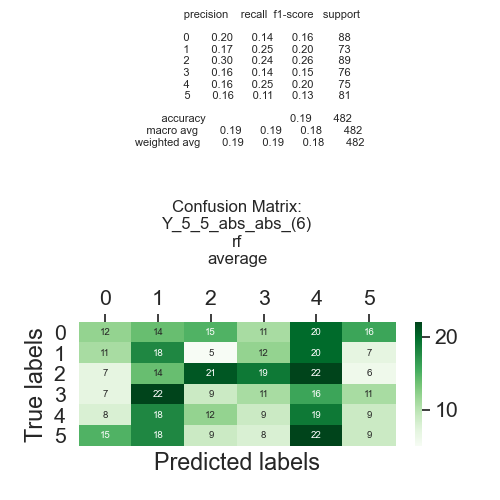 precision recall f1-score support
0 0.20 0.14 0.16 88
1 0.17 0.25 0.20 73
2 0.30 0.24 0.26 89
3 0.16 0.14 0.15 76
4 0.16 0.25 0.20 75
5 0.16 0.11 0.13 81
accuracy 0.19 482
macro avg 0.19 0.19 0.18 482
weighted avg 0.19 0.19 0.18 482
Confusion Matrix:
Y_5_5_abs_abs_(6)
rf
average
0 1 2 3 4 5
True labels
0 12 14 15 11 20 16
1 11 18 5 12 20 7
2 7 14 21 19 22 6
3 7 22 9 11 16 11
4 8 18 12 9 19 9
5 15 18 9 8 22 9
20
10
Predicted labels